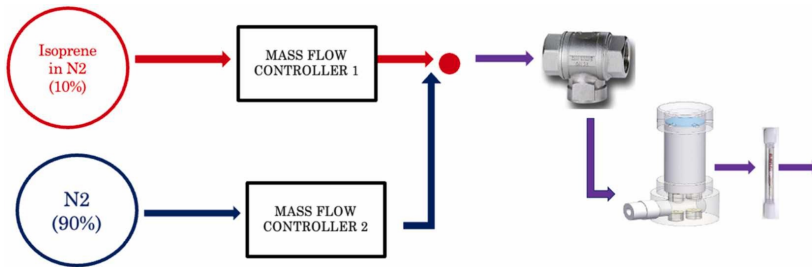 Isoprene
in N2
(10%)
MASS FLOW
CONTROLLER 1
N2
(90%)
MASS FLOW
CONTROLLER 2